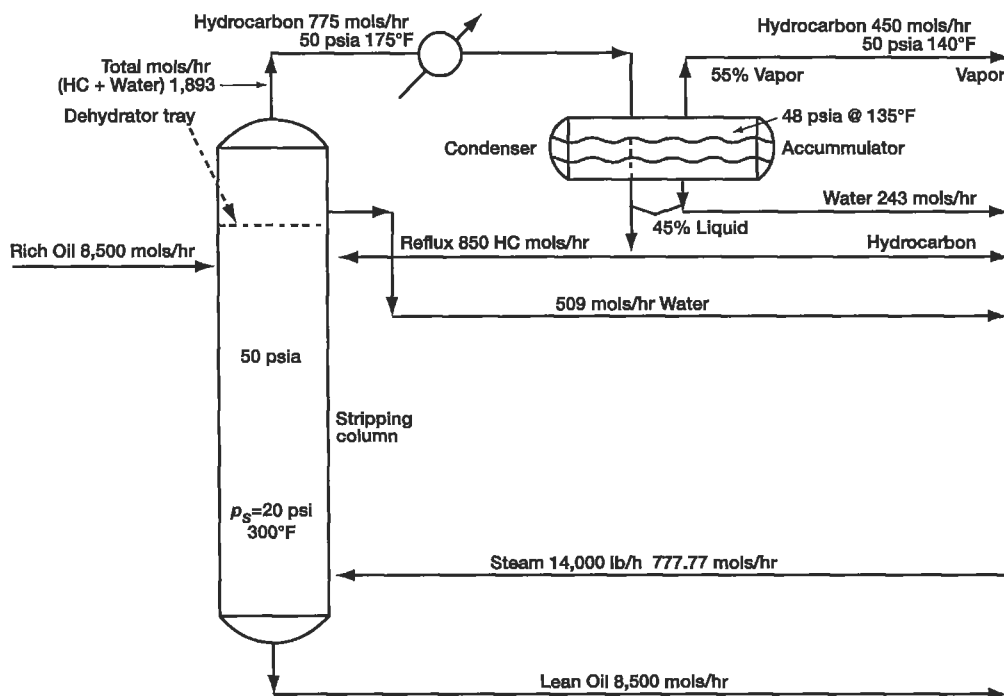 Hydrocarbon 775 mols/hr
50 psia 175°F
Hydrocarbon 450 mols/hr
50 psia 140°F
Total mols/hr
(HC + Water) 1,893
55% Vapor
Vapor
Dehydrator tray
48 psia @ 135°F
Condenser
Accummulator
Water 243 mols/hr
45% Liquid
Rich Oil 8,500 mols/hr
Reflux 850 HC mols/hr
Hydrocarbon
509 mols/hr Water
50 psia
Stripping
column
pS=20 psi
300°F
Steam 14,000 lb/h 777.77 mols/hr
Lean Oil 8,500 mols/hr